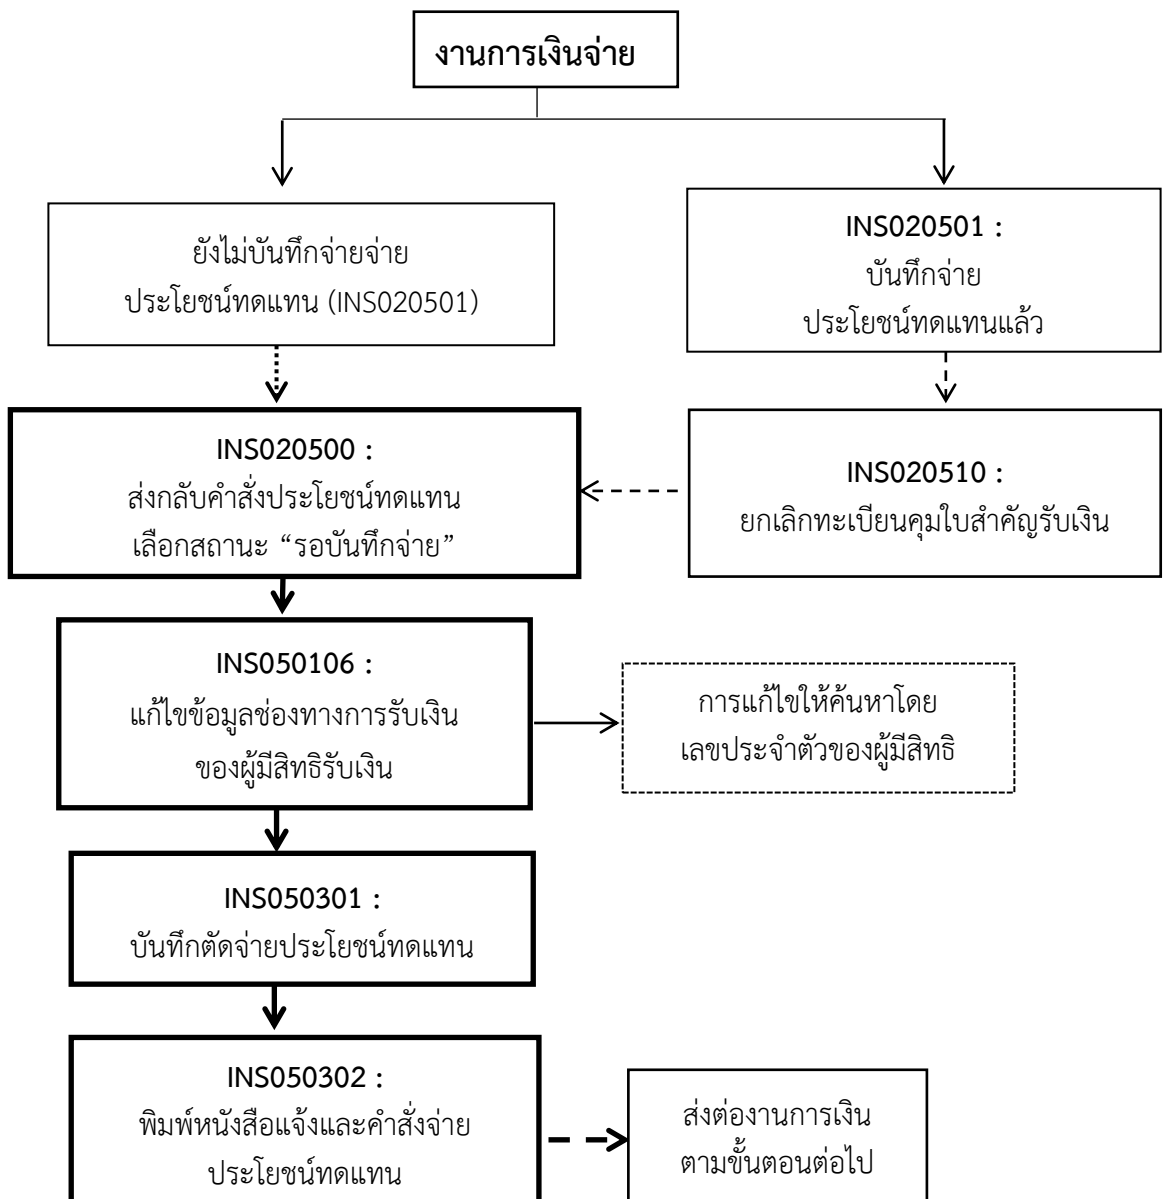 งานการเงินจ่าย
ยังไม่บันทึกจ่ายจ่าย
ประโยชน์ทดแทน (INS020501)
INS020501 :
บันทึกจ่าย
ประโยชน์ทดแทนแล้ว
INS020500 :
ส่งกลับคำสั่งประโยชน์ทดแทน
เลือกสถานะ “รอบันทึกจ่าย”
INS020510 :
ยกเลิกทะเบียนคุมใบสำคัญรับเงิน
INS050106 :
แก้ไขข้อมูลช่องทางการรับเงิน
ของผู้มีสิทธิรับเงิน
การแก้ไขให้ค้นหาโดย
เลขประจำตัวของผู้มีสิทธิ
INS050301 :
บันทึกตัดจ่ายประโยชน์ทดแทน
INS050302 :
พิมพ์หนังสือแจ้งและคำสั่งจ่าย
ประโยชน์ทดแทน
ส่งต่องานการเงิน
ตามขั้นตอนต่อไป